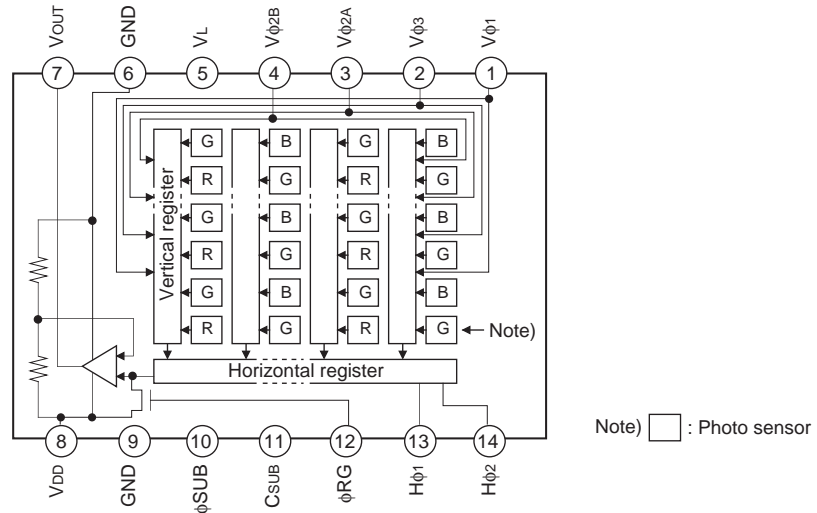 VOUT GND VL Vϕ2B Vϕ2A Vϕ3 Vϕ1
7 6 5 4 3 2 1
Vertical register
G B G B
R G R G
G B G B
R G R G
G B G B
R G R G
Note)
Horizontal register
8 9 10 11 12 13 14
VDD GND ϕSUB CSUB ϕRG Hϕ1 Hϕ2
Note) : Photo sensor